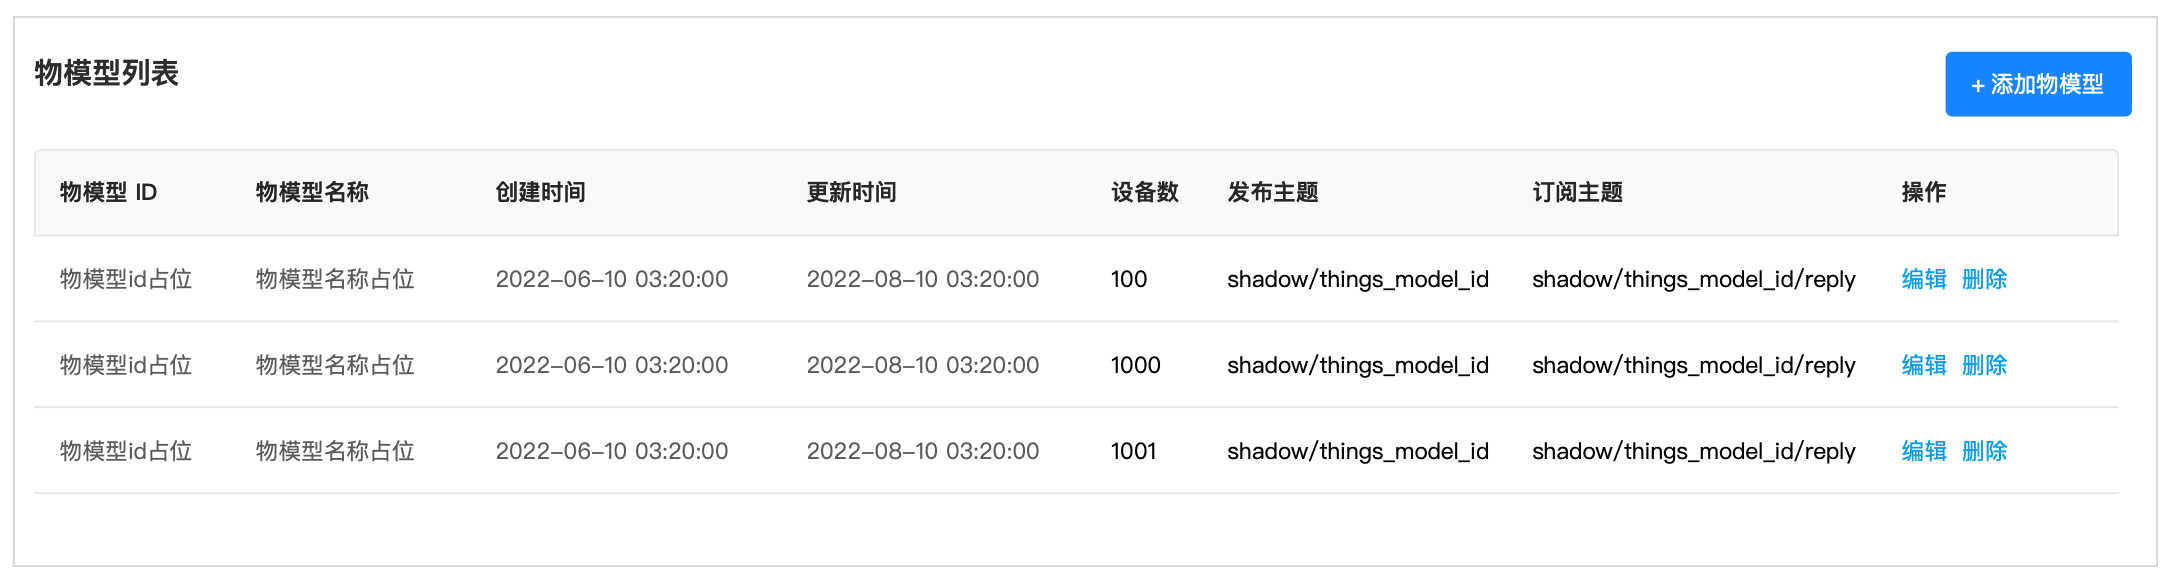 物模型列表
+ 添加物模型
物模型 ID 物模型名称 创建时间 更新时间 设备数 发布主题 订阅主题 操作
物模型id占位 物模型名称占位 2022-06-10 03:20:00 2022-08-10 03:20:00 100 shadow/things_model_id shadow/things_model_id/reply 编辑 删除
物模型id占位 物模型名称占位 2022-06-10 03:20:00 2022-08-10 03:20:00 1000 shadow/things_model_id shadow/things_model_id/reply 编辑 删除
物模型id占位 物模型名称占位 2022-06-10 03:20:00 2022-08-10 03:20:00 1001 shadow/things_model_id shadow/things_model_id/reply 编辑 删除